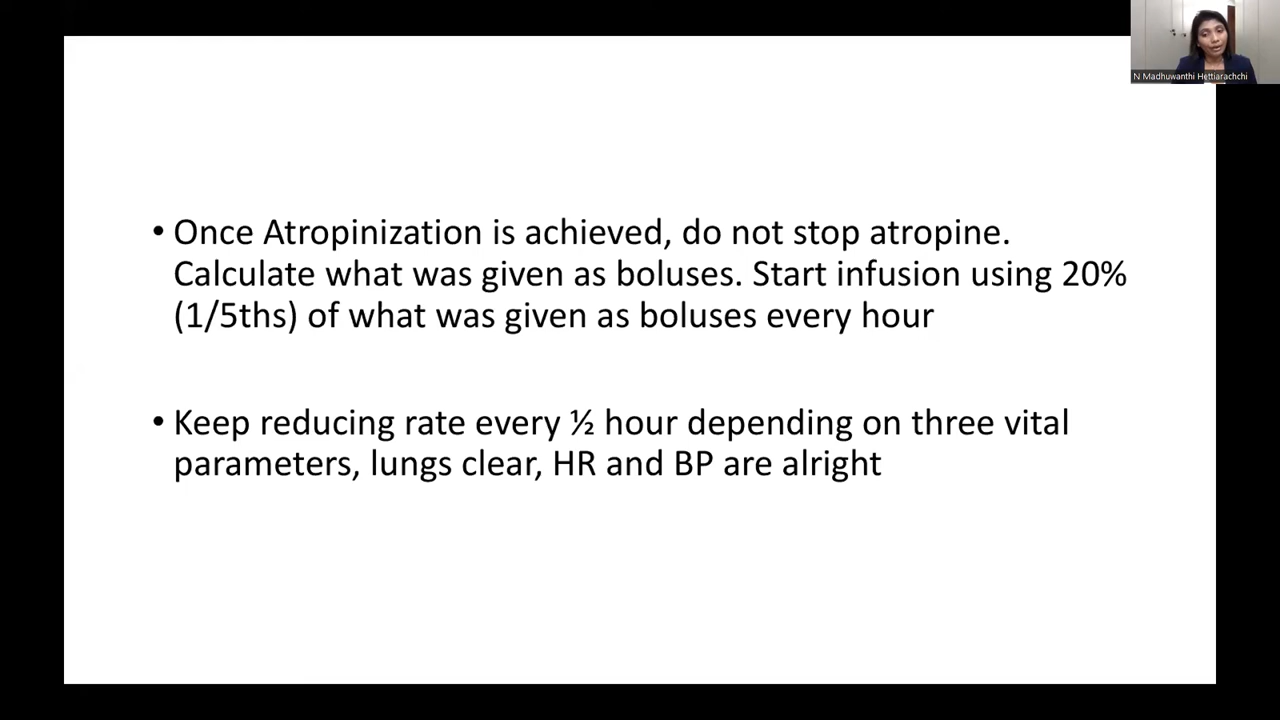 N Madhuwanthi Hettiarachchi
• Once Atropinization is achieved, do not stop atropine.
Calculate what was given as boluses. Start infusion using 20%
(1/5ths) of what was given as boluses every hour
• Keep reducing rate every ½ hour depending on three vital
parameters, lungs clear, HR and BP are alright